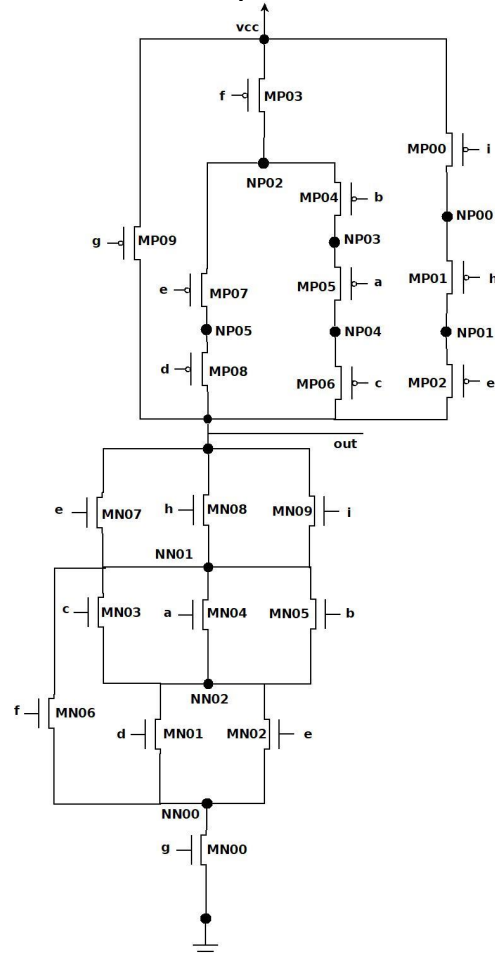 vcc
f MP03
MP00 i
MP04 b
NP02
NP00
g MP09
NP03
e MP07
MP05 a
MP01 h
NP05
NP04
NP01
d MP08
MP06 c
MP02 e
out
e MN07
h MN08
MN09 i
NN01
c MN03
a MN04
MN05 b
NN02
f MN06
d MN01
MN02 e
NN00
g MN00